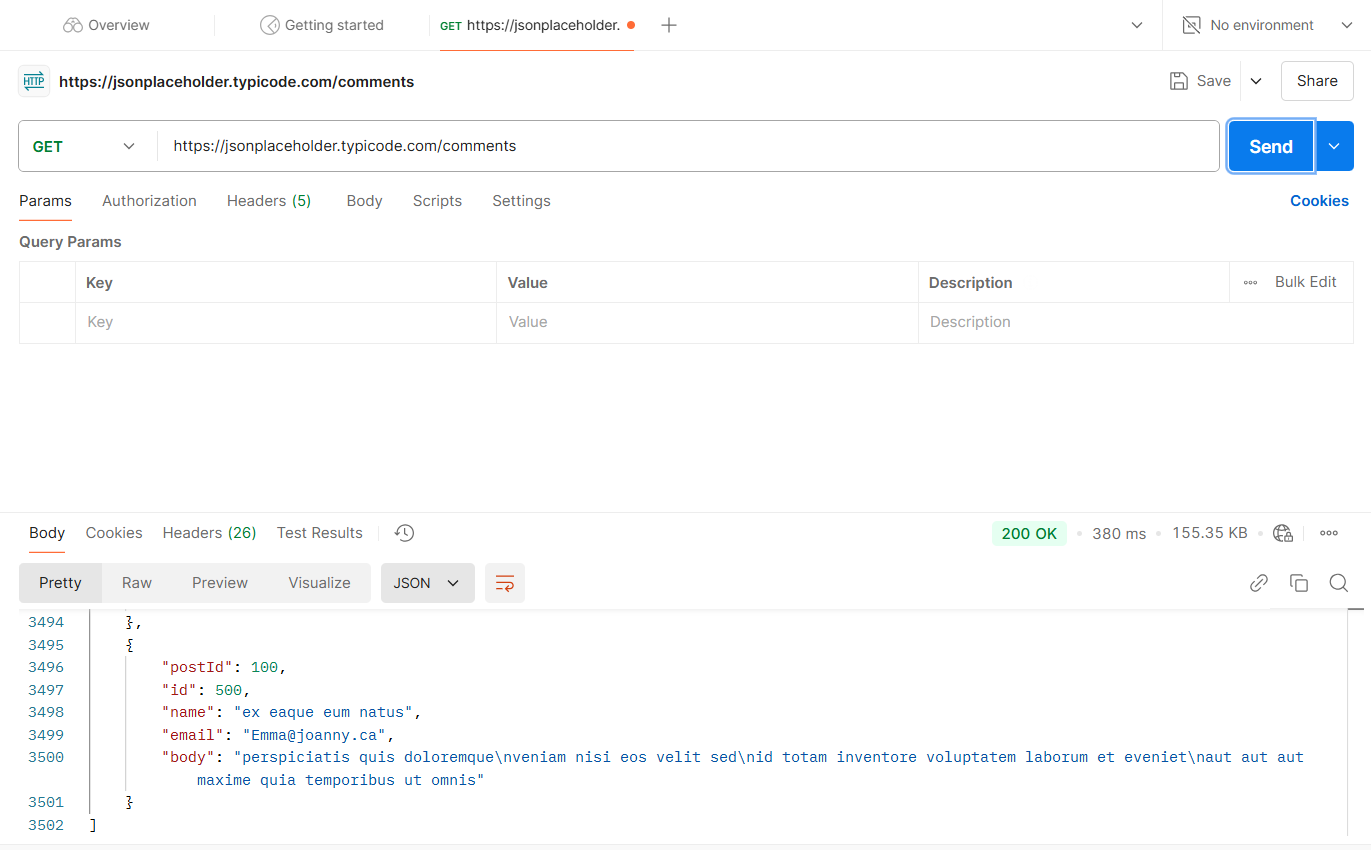 Overview
Getting started
GET https://jsonplaceholder.
No environment
HTTP https://jsonplaceholder.typicode.com/comments
Save
Share
GET
https://jsonplaceholder.typicode.com/comments
Send
Params
Authorization
Headers (5)
Body
Scripts
Settings
Cookies
Query Params
Key
Value
Description
Bulk Edit
Key
Value
Description
Body
Cookies
Headers (26)
Test Results
200 OK
380 ms
155.35 KB
Pretty
Raw
Preview
Visualize
JSON
3494 },
3495 {
3496 "postId": 100,
3497 "id": 500,
3498 "name": "ex eaque eum natus",
3499 "email": "Emma@joanny.ca",
3500 "body": "perspiciatis quis doloremque\nveniam nisi eos velit sed\nid totam inventore voluptatem laborum et eveniet\naut aut aut
maxime quia temporibus ut omnis"
3501 }
3502 ]